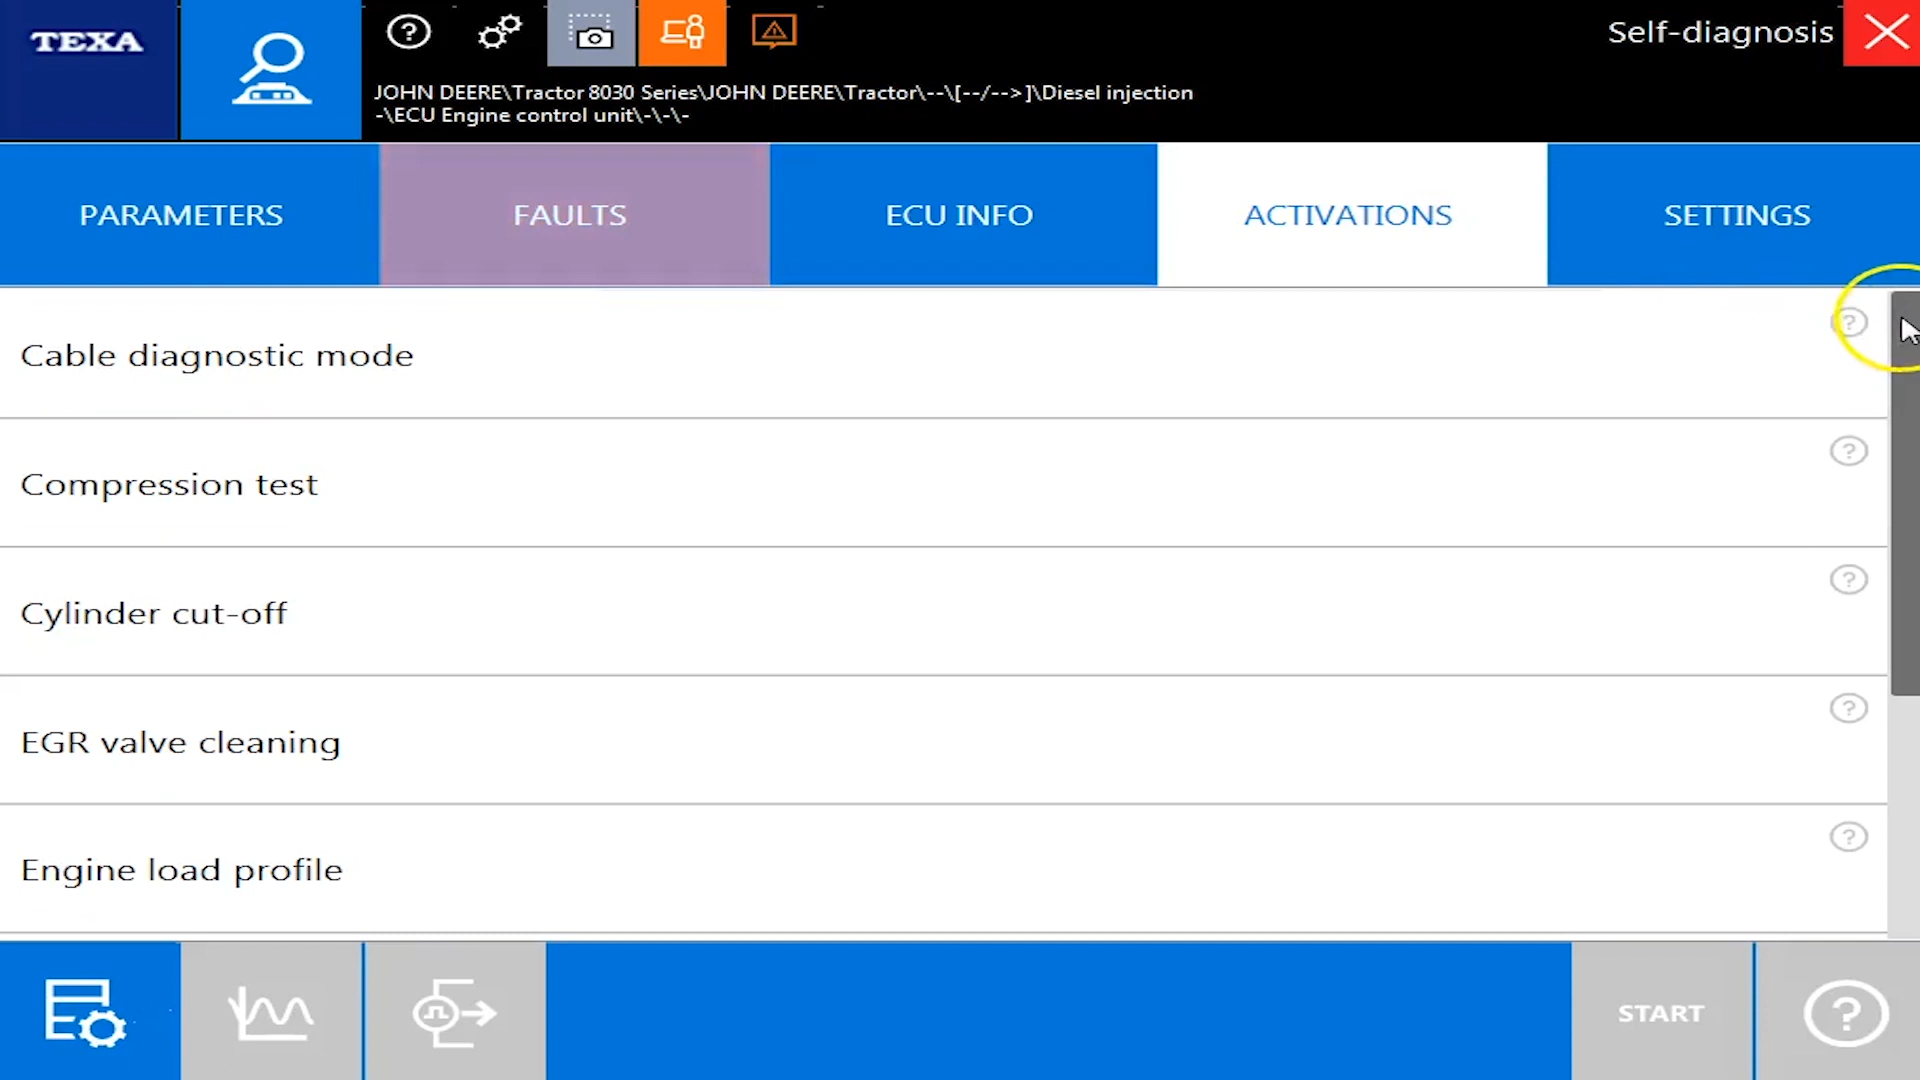 TEXA
Self-diagnosis
JOHN DEERE\Tractor 8030 Series\JOHN DEERE\Tractor\--\[--/-->]\Diesel injection
-\ECU Engine control unit\-\-\-
PARAMETERS
FAULTS
ECU INFO
ACTIVATIONS
SETTINGS
Cable diagnostic mode
?
Compression test
?
Cylinder cut-off
?
EGR valve cleaning
?
Engine load profile
?
START
?